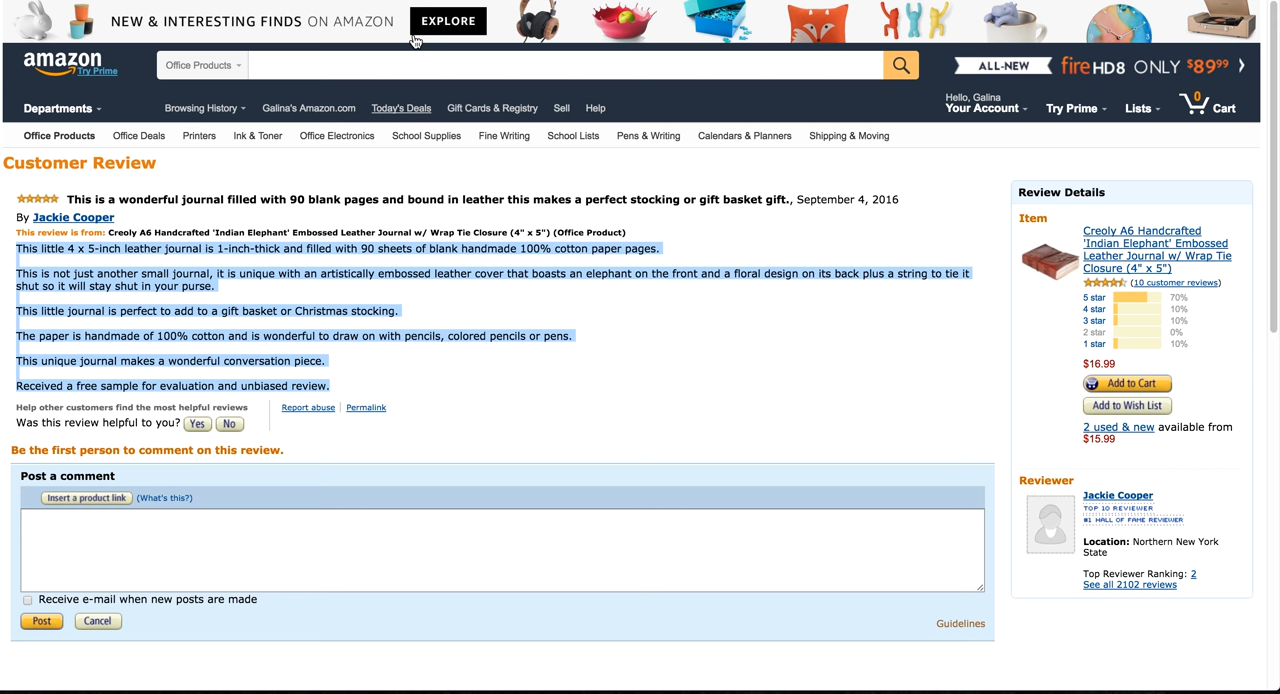 NEW & INTERESTING FINDS ON AMAZON EXPLORE
amazon
Try Prime
Office Products
ALL-NEW fire HD8 ONLY $89⁹⁹
Departments
Browsing History Galina's Amazon.com Today's Deals Gift Cards & Registry Sell Help
Hello, Galina
Your Account Try Prime Lists 0 Cart
Office Products Office Deals Printers Ink & Toner Office Electronics School Supplies Fine Writing School Lists Pens & Writing Calendars & Planners Shipping & Moving
Customer Review
This is a wonderful journal filled with 90 blank pages and bound in leather this makes a perfect stocking or gift basket gift., September 4, 2016
By Jackie Cooper
This review is from: Creoly A6 Handcrafted 'Indian Elephant' Embossed Leather Journal w/ Wrap Tie Closure (4" x 5") (Office Product)
This little 4 x 5-inch leather journal is 1-inch-thick and filled with 90 sheets of blank handmade 100% cotton paper pages.
This is not just another small journal, it is unique with an artistically embossed leather cover that boasts an elephant on the front and a floral design on its back plus a string to tie it
shut so it will stay shut in your purse.
This little journal is perfect to add to a gift basket or Christmas stocking.
The paper is handmade of 100% cotton and is wonderful to draw on with pencils, colored pencils or pens.
This unique journal makes a wonderful conversation piece.
Received a free sample for evaluation and unbiased review.
Help other customers find the most helpful reviews
Was this review helpful to you? Yes No
Report abuse | Permalink
Be the first person to comment on this review.
Post a comment
Insert a product link (What's this?)
Receive e-mail when new posts are made
Post Cancel
Guidelines
Review Details
Item
Creoly A6 Handcrafted
'Indian Elephant' Embossed
Leather Journal w/ Wrap Tie
Closure (4" x 5")
(10 customer reviews)
5 star 70%
4 star 10%
3 star 10%
2 star 0%
1 star 10%
$16.99
Add to Cart
Add to Wish List
2 used & new available from
$15.99
Reviewer
Jackie Cooper
TOP 10 REVIEWER
#1 HALL OF FAME REVIEWER
Location: Northern New York
State
Top Reviewer Ranking: 2
See all 2102 reviews